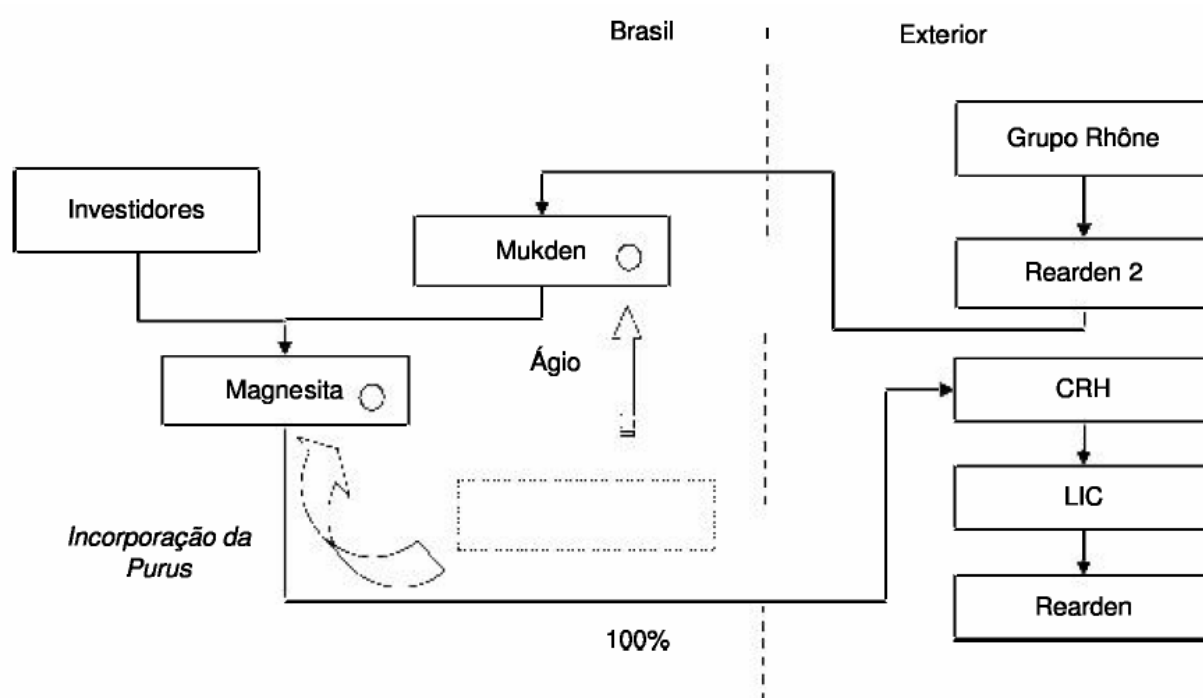 Brasil
Exterior
Grupo Rhône
Investidores
Mukden
Rearden 2
Ágio
Magnesita
CRH
LIC
Incorporação da
Purus
Rearden
100%